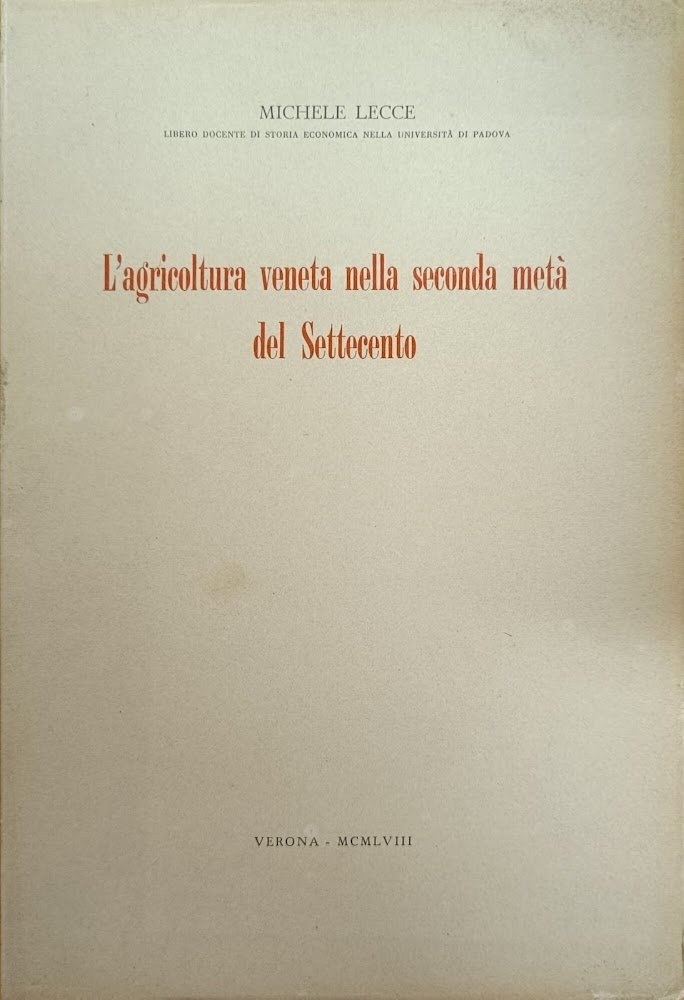 MICHELE LECCE
LIBERO DOCENTE DI STORIA ECONOMICA NELLA UNIVERSITÀ DI PADOVA
L'agricoltura veneta nella seconda metà
del Settecento
VERONA - MCMLVIII